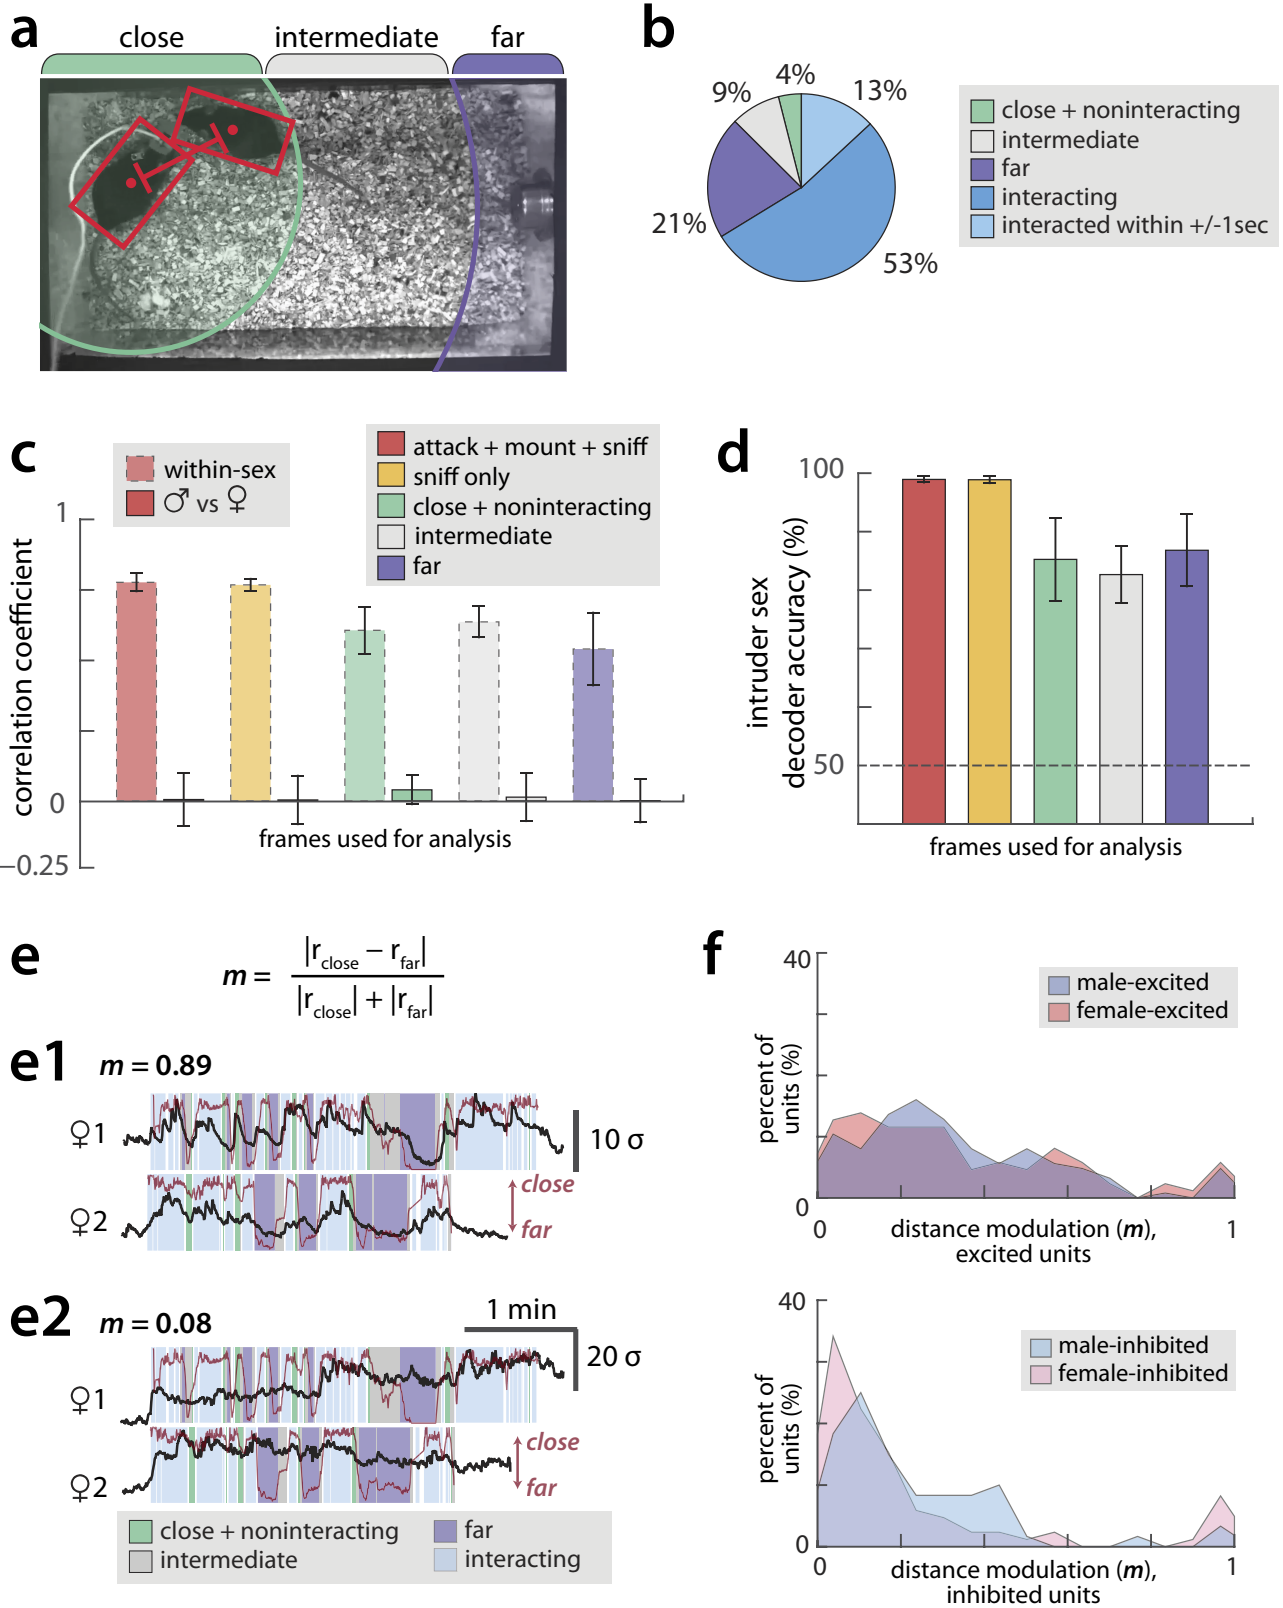 a
close
intermediate
far
b
9%
4%
13%
21%
53%
close + noninteracting
intermediate
far
interacting
interacted within +/-1sec
c
within-sex
♂ vs ♀
attack + mount + sniff
sniff only
close + noninteracting
intermediate
far
correlation coefficient
1
0
−0.25
frames used for analysis
d
intruder sex
decoder accuracy (%)
100
50
frames used for analysis
e
m = |r_close − r_far| / |r_close| + |r_far|
e1
m = 0.89
♀1
♀2
10 σ
close
far
e2
m = 0.08
1 min
20 σ
♀1
♀2
close
far
close + noninteracting
intermediate
far
interacting
f
40
0
percent of
units (%)
male-excited
female-excited
0
1
distance modulation (m),
excited units
40
0
percent of
units (%)
male-inhibited
female-inhibited
0
1
distance modulation (m),
inhibited units